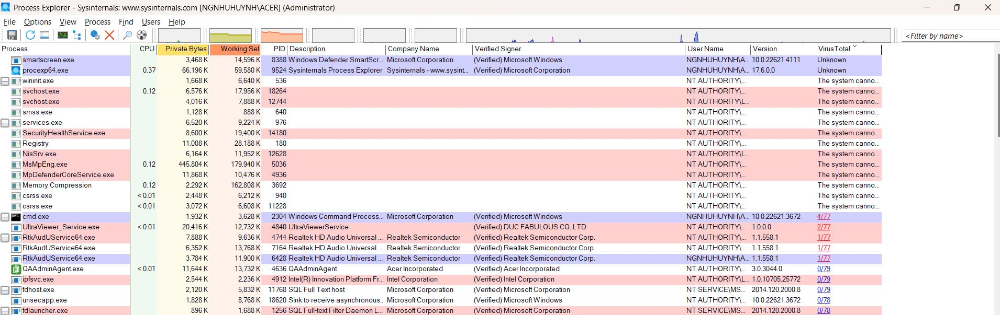 Process Explorer - Sysinternals: www.sysinternals.com [NGNHUHUYNH\ACER] (Administrator)
File Options View Process Find Users Help
<Filter by name>
Process CPU Private Bytes Working Set PID Description Company Name Verified Signer User Name Version VirusTotal
smartscreen.exe 3,468 K 14,596 K 8388 Windows Defender SmartScr... Microsoft Corporation (Verified) Microsoft Windows NGNHUHUYNH\A... 10.0.22621.4111 Unknown
procexp64.exe 0.37 66,196 K 59,580 K 9524 Sysinternals Process Explorer Sysinternals - www.sysint... (Verified) Microsoft Corporation NGNHUHUYNH\A... 17.6.0.0 Unknown
wininit.exe 1,668 K 6,640 K 536 NT AUTHORITY\... The system canno...
svchost.exe 0.12 6,576 K 17,956 K 18264 NT AUTHORITY\... The system canno...
svchost.exe 4,016 K 7,888 K 12744 NT AUTHORITY\L... The system canno...
smss.exe 1,128 K 888 K 640 NT AUTHORITY\... The system canno...
services.exe 6,520 K 9,224 K 976 NT AUTHORITY\... The system canno...
SecurityHealthService.exe 8,600 K 19,400 K 14180 NT AUTHORITY\... The system canno...
Registry 11,008 K 28,188 K 180 NT AUTHORITY\... The system canno...
NisSrv.exe 6,164 K 11,952 K 12628 NT AUTHORITY\L... The system canno...
MsMpEng.exe 0.12 445,804 K 179,940 K 5036 NT AUTHORITY\... The system canno...
MpDefenderCoreService.exe 11,868 K 10,476 K 4936 NT AUTHORITY\... The system canno...
Memory Compression 0.12 2,292 K 162,808 K 3692 NT AUTHORITY\... The system canno...
csrss.exe < 0.01 2,448 K 6,212 K 940 NT AUTHORITY\... The system canno...
csrss.exe < 0.01 3,072 K 6,608 K 11228 NT AUTHORITY\... The system canno...
cmd.exe 1,932 K 3,628 K 2304 Windows Command Process... Microsoft Corporation (Verified) Microsoft Windows NGNHUHUYNH\A... 10.0.22621.3672 4/77
UltraViewer_Service.exe < 0.01 20,416 K 12,732 K 4840 UltraViewerService (Verified) DUC FABULOUS CO.,LTD NT AUTHORITY\... 1.0.0.0 2/77
RtkAudUService64.exe 7,888 K 9,636 K 4744 Realtek HD Audio Universal ... Realtek Semiconductor (Verified) Realtek Semiconductor Corp. NT AUTHORITY\... 1.1.558.1 1/77
RtkAudUService64.exe 6,352 K 13,768 K 7164 Realtek HD Audio Universal ... Realtek Semiconductor (Verified) Realtek Semiconductor Corp. NT AUTHORITY\... 1.1.558.1 1/77
RtkAudUService64.exe 3,784 K 11,900 K 6428 Realtek HD Audio Universal ... Realtek Semiconductor (Verified) Realtek Semiconductor Corp. NGNHUHUYNH\A... 1.1.558.1 1/77
QAAdminAgent.exe < 0.01 11,644 K 13,732 K 4636 QAAdminAgent Acer Incorporated (Verified) Acer Incorporated NT AUTHORITY\... 3.0.3044.0 0/79
ipfsvc.exe 2,544 K 2,236 K 4912 Intel(R) Innovation Platform Fr... Intel Corporation (Verified) Intel Corporation NT AUTHORITY\L... 1.0.10705.25772 0/79
fdhost.exe 2,120 K 5,832 K 11768 SQL Full Text host Microsoft Corporation (Verified) Microsoft Corporation NT SERVICE\MS... 2014.120.2000.8 0/79
unsecapp.exe 1,828 K 8,768 K 18620 Sink to receive asynchronous... Microsoft Corporation (Verified) Microsoft Windows NT AUTHORITY\... 10.0.22621.3672 0/78
fdlauncher.exe 896 K 1,688 K 1256 SQL Full-text Filter Daemon L... Microsoft Corporation (Verified) Microsoft Corporation NT SERVICE\MS... 2014.120.2000.8 0/78